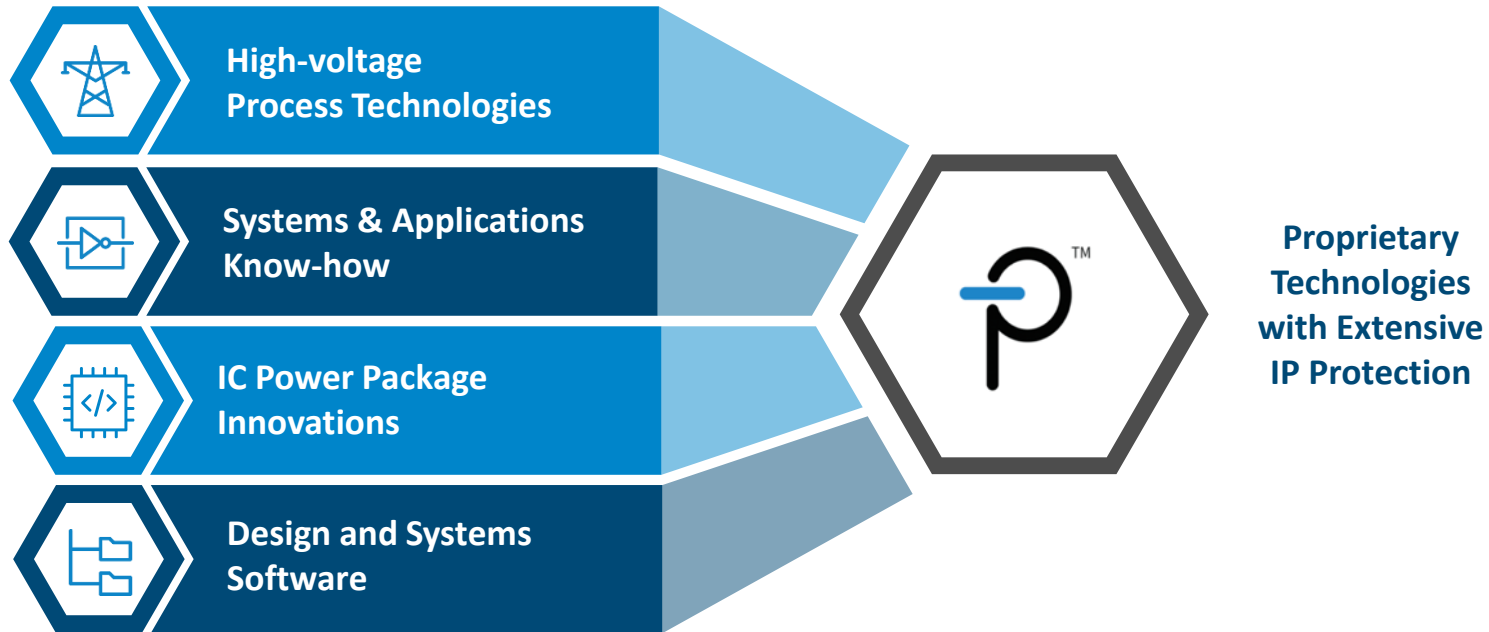 High-voltage
Process Technologies
Systems & Applications
Know-how
IC Power Package
Innovations
Design and Systems
Software
</>
TM
Proprietary
Technologies
with Extensive
IP Protection